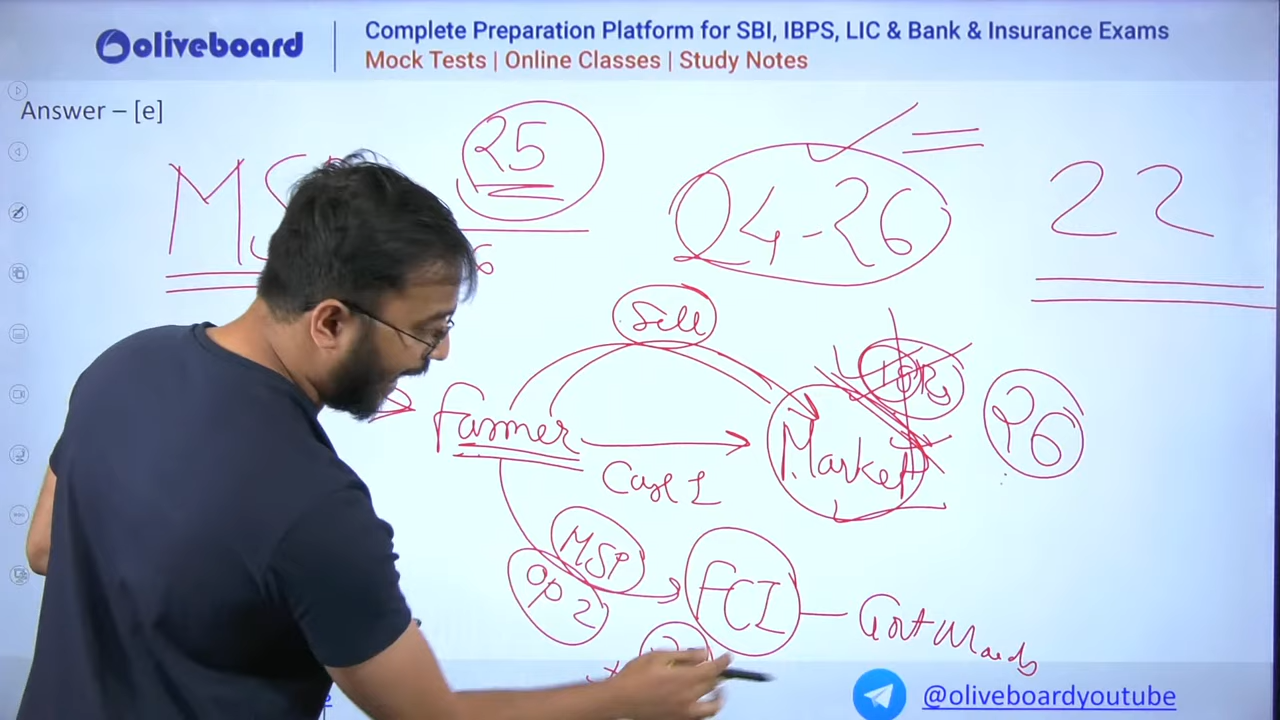 oliveboard
Complete Preparation Platform for SBI, IBPS, LIC & Bank & Insurance Exams
Mock Tests | Online Classes | Study Notes
Answer – [e]
25
24-26
22
Sell
Farmer
Market
26
Case 1
MSP
OP 2
FCI
@oliveboardyoutube